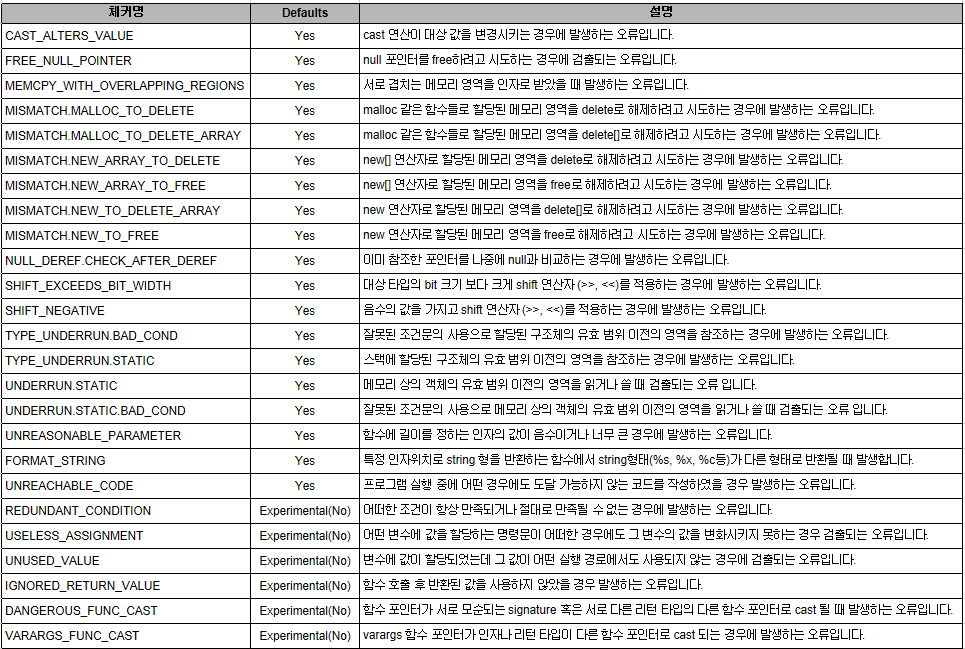 체커명 Defaults 설명
CAST_ALTERS_VALUE Yes cast 연산이 대상 값을 변경시키는 경우에 발생하는 오류입니다.
FREE_NULL_POINTER Yes null 포인터를 free하려고 시도하는 경우에 검출되는 오류입니다.
MEMCPY_WITH_OVERLAPPING_REGIONS Yes 서로 겹치는 메모리 영역을 인자로 받았을 때 발생하는 오류입니다.
MISMATCH.MALLOC_TO_DELETE Yes malloc 같은 함수들로 할당된 메모리 영역을 delete로 해제하려고 시도하는 경우에 발생하는 오류입니다.
MISMATCH.MALLOC_TO_DELETE_ARRAY Yes malloc 같은 함수들로 할당된 메모리 영역을 delete[]로 해제하려고 시도하는 경우에 발생하는 오류입니다.
MISMATCH.NEW_ARRAY_TO_DELETE Yes new[] 연산자로 할당된 메모리 영역을 delete로 해제하려고 시도하는 경우에 발생하는 오류입니다.
MISMATCH.NEW_ARRAY_TO_FREE Yes new[] 연산자로 할당된 메모리 영역을 free로 해제하려고 시도하는 경우에 발생하는 오류입니다.
MISMATCH.NEW_TO_DELETE_ARRAY Yes new 연산자로 할당된 메모리 영역을 delete[]로 해제하려고 시도하는 경우에 발생하는 오류입니다.
MISMATCH.NEW_TO_FREE Yes new 연산자로 할당된 메모리 영역을 free로 해제하려고 시도하는 경우에 발생하는 오류입니다.
NULL_DEREF.CHECK_AFTER_DEREF Yes 이미 참조한 포인터를 나중에 null과 비교하는 경우에 발생하는 오류입니다.
SHIFT_EXCEEDS_BIT_WIDTH Yes 대상 타입의 bit 크기 보다 크게 shift 연산자 (>>, <<)를 적용하는 경우에 발생하는 오류입니다.
SHIFT_NEGATIVE Yes 음수의 값을 가지고 shift 연산자 (>>, <<)를 적용하는 경우에 발생하는 오류입니다.
TYPE_UNDERRUN.BAD_COND Yes 잘못된 조건문의 사용으로 할당된 구조체의 유효 범위 이전의 영역을 참조하는 경우에 발생하는 오류입니다.
TYPE_UNDERRUN.STATIC Yes 스택에 할당된 구조체의 유효 범위 이전의 영역을 참조하는 경우에 발생하는 오류입니다.
UNDERRUN.STATIC Yes 메모리 상의 객체의 유효 범위 이전의 영역을 읽거나 쓸 때 검출되는 오류 입니다.
UNDERRUN.STATIC.BAD_COND Yes 잘못된 조건문의 사용으로 메모리 상의 객체의 유효 범위 이전의 영역을 읽거나 쓸 때 검출되는 오류 입니다.
UNREASONABLE_PARAMETER Yes 함수에 길이를 정하는 인자의 값이 음수이거나 너무 큰 경우에 발생하는 오류입니다.
FORMAT_STRING Yes 특정 인자위치로 string 형을 반환하는 함수에서 string형태(%s, %x, %c등)가 다른 형태로 반환될 때 발생합니다.
UNREACHABLE_CODE Yes 프로그램 실행 중에 어떤 경우에도 도달 가능하지 않는 코드를 작성하였을 경우 발생하는 오류입니다.
REDUNDANT_CONDITION Experimental(No) 어떠한 조건이 항상 만족되거나 절대로 만족될 수 없는 경우에 발생하는 오류입니다.
USELESS_ASSIGNMENT Experimental(No) 어떤 변수에 값을 할당하는 명령문이 어떠한 경우에도 그 변수의 값을 변화시키지 못하는 경우 검출되는 오류입니다.
UNUSED_VALUE Experimental(No) 변수에 값이 할당되었는데 그 값이 어떤 실행 경로에서도 사용되지 않는 경우에 검출되는 오류입니다.
IGNORED_RETURN_VALUE Experimental(No) 함수 호출 후 반환된 값을 사용하지 않았을 경우 발생하는 오류입니다.
DANGEROUS_FUNC_CAST Experimental(No) 함수 포인터가 서로 모순되는 signature 혹은 서로 다른 리턴 타입의 다른 함수 포인터로 cast 될 때 발생하는 오류입니다.
VARARGS_FUNC_CAST Experimental(No) varargs 함수 포인터가 인자나 리턴 타입이 다른 함수 포인터로 cast 되는 경우에 발생하는 오류입니다.